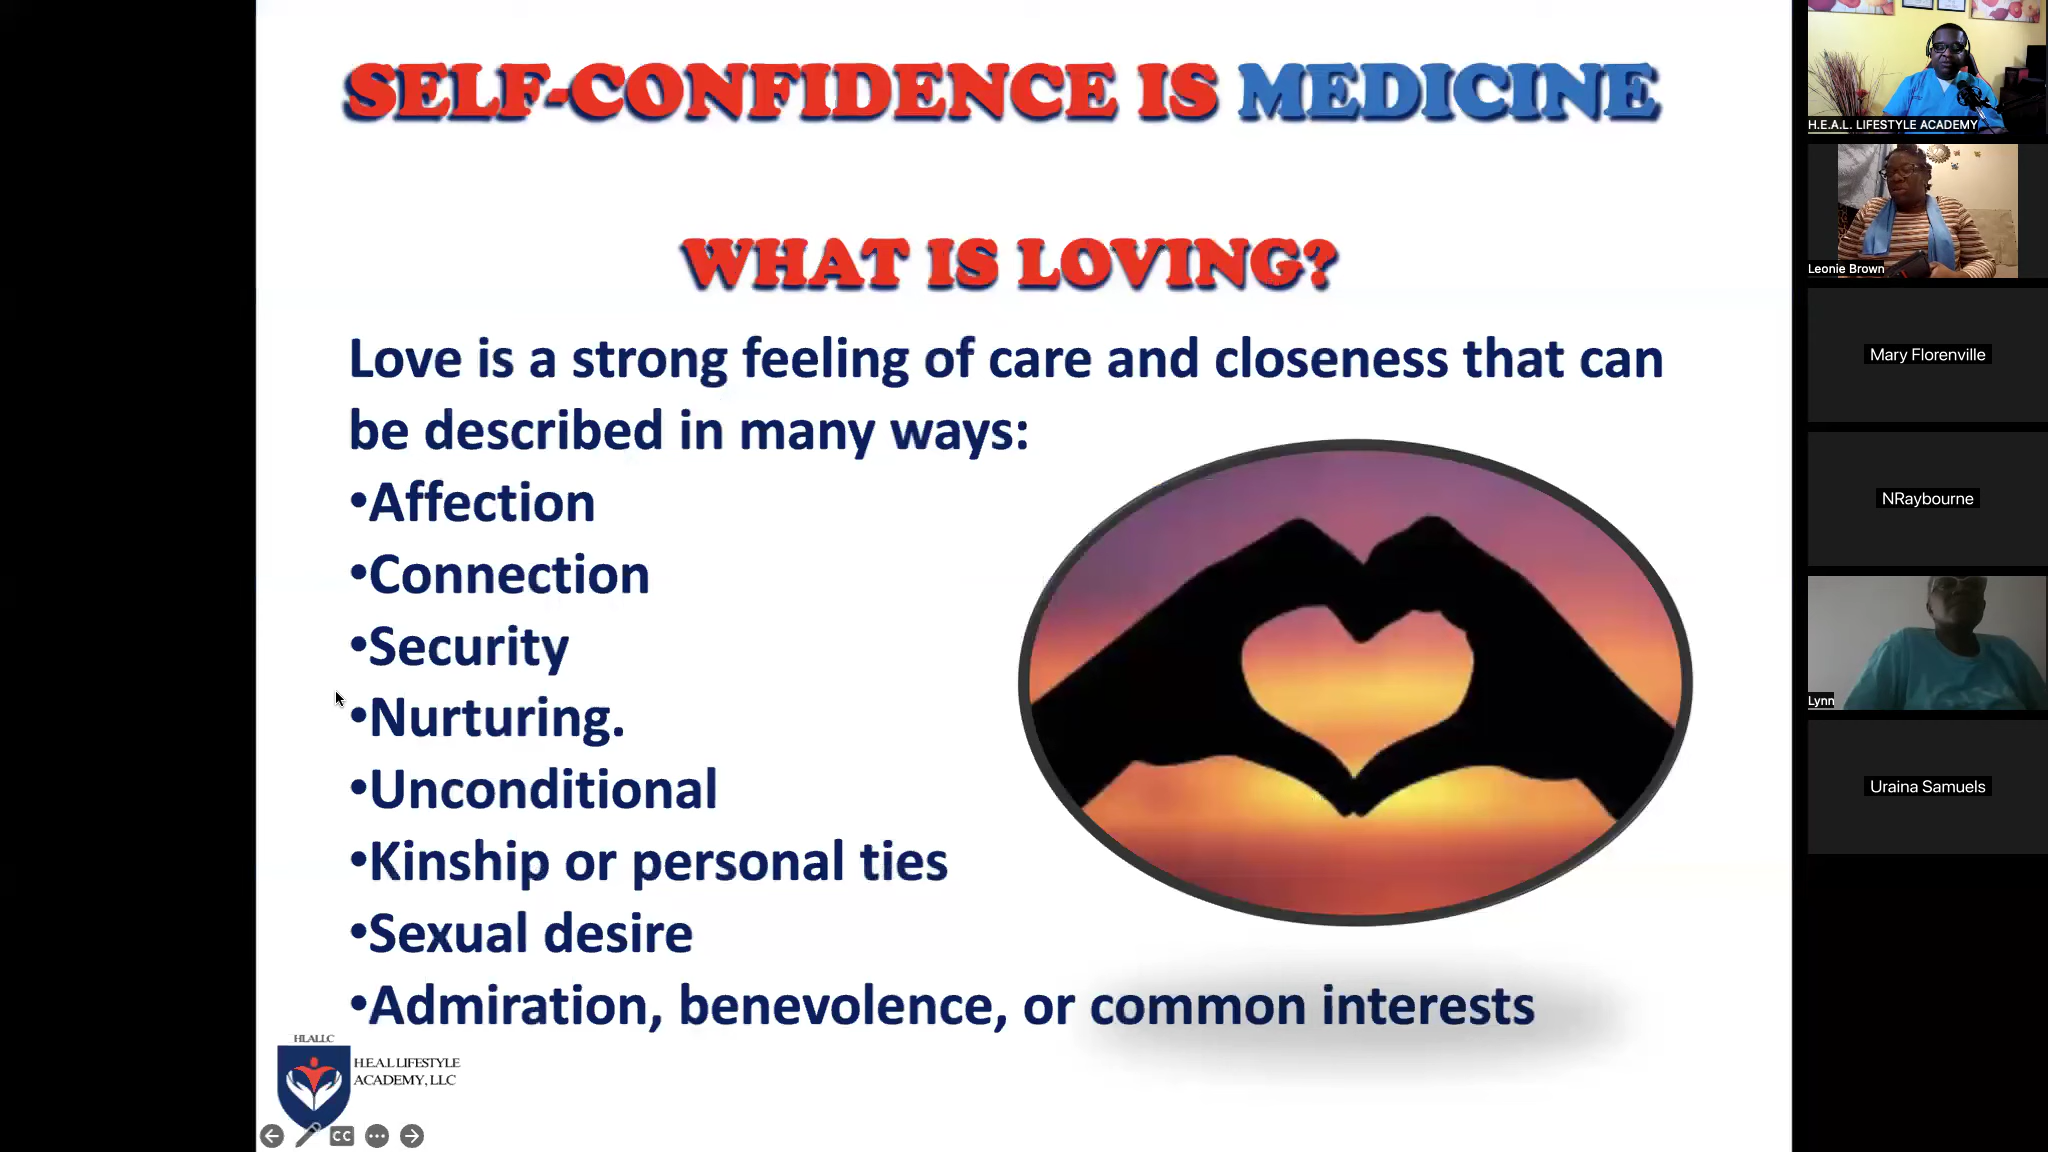 SELF-CONFIDENCE IS MEDICINE
WHAT IS LOVING?
Love is a strong feeling of care and closeness that can
be described in many ways:
•Affection
•Connection
•Security
•Nurturing.
•Unconditional
•Kinship or personal ties
•Sexual desire
•Admiration, benevolence, or common interests
HLALLC
H.E.A.L LIFESTYLE
ACADEMY, LLC
CC
H.E.A.L. LIFESTYLE ACADEMY
Leonie Brown
Mary Florenville
NRaybourne
Lynn
Uraina Samuels